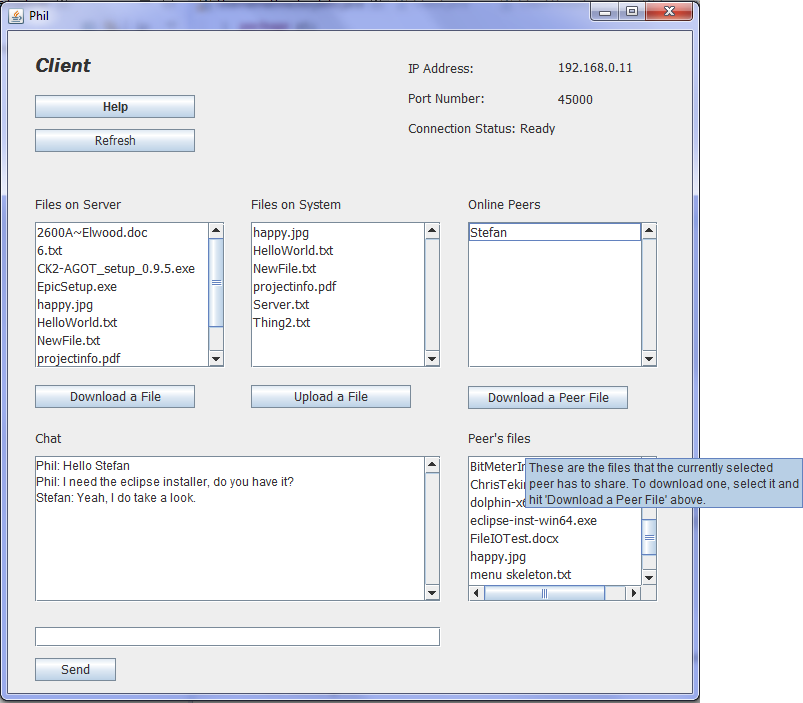 Phil
Client
IP Address: 192.168.0.11
Help
Port Number: 45000
Connection Status: Ready
Refresh
Files on Server
2600A~Elwood.doc
6.txt
CK2-AGOT_setup_0.9.5.exe
EpicSetup.exe
happy.jpg
HelloWorld.txt
NewFile.txt
projectinfo.pdf
Download a File
Files on System
happy.jpg
HelloWorld.txt
NewFile.txt
projectinfo.pdf
Server.txt
Thing2.txt
Upload a File
Online Peers
Stefan
Download a Peer File
Chat
Phil: Hello Stefan
Phil: I need the eclipse installer, do you have it?
Stefan: Yeah, I do take a look.
Send
Peer's files
BitMeterIn
ChrisTekin
dolphin-x6
eclipse-inst-win64.exe
FileIOTest.docx
happy.jpg
menu skeleton.txt
These are the files that the currently selected
peer has to share. To download one, select it and
hit 'Download a Peer File' above.